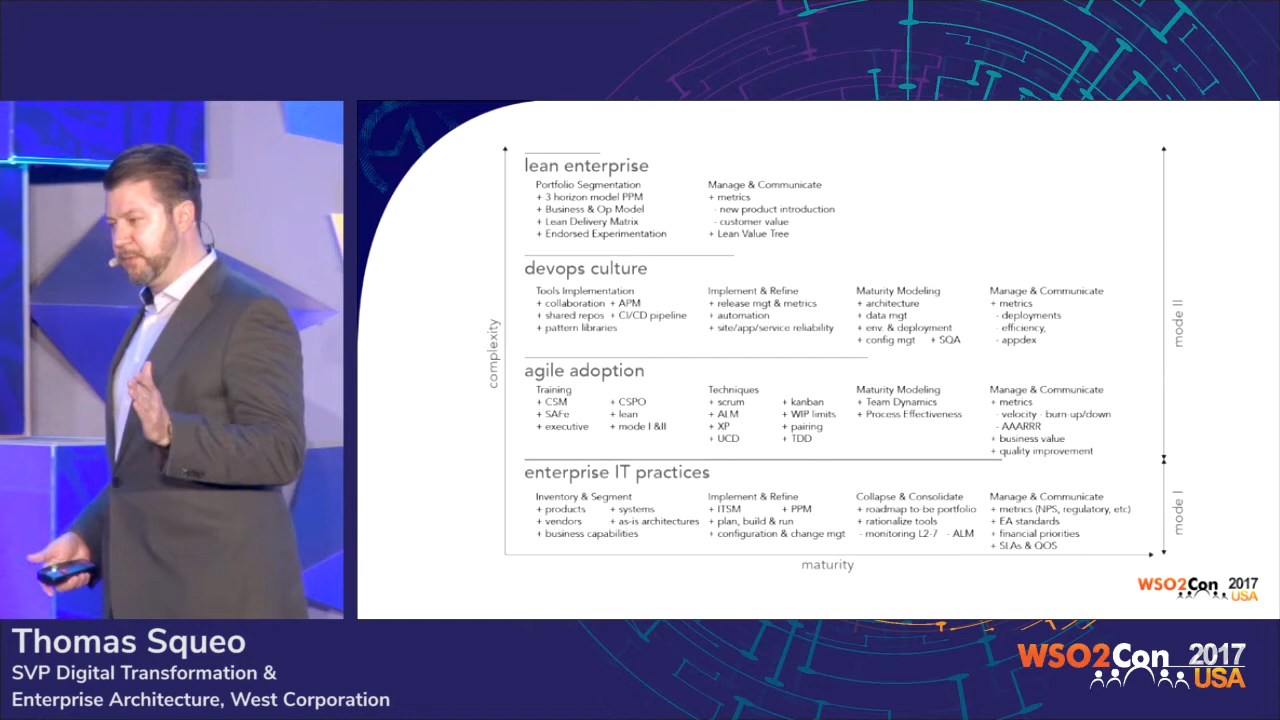 lean enterprise
Portfolio Segmentation
+ 3 horizon model PPM
+ Business & Op Model
+ Lean Delivery Matrix
+ Endorsed Experimentation
Manage & Communicate
+ metrics
- new product introduction
- customer value
+ Lean Value Tree
devops culture
Tools Implementation
+ collaboration + APM
+ shared repos + CI/CD pipeline
+ pattern libraries
Implement & Refine
+ release mgt & metrics
+ automation
+ site/app/service reliability
Maturity Modeling
+ architecture
+ data mgt
+ env. & deployment
+ config mgt + SQA
Manage & Communicate
+ metrics
- deployments
- efficiency,
- appdex
agile adoption
Training
+ CSM + CSPO
+ SAFe + lean
+ executive + mode I &II
Techniques
+ scrum + kanban
+ ALM + WIP limits
+ XP + pairing
+ UCD + TDD
Maturity Modeling
+ Team Dynamics
+ Process Effectiveness
Manage & Communicate
+ metrics
- velocity - burn-up/down
- AAARRR
+ business value
+ quality improvement
enterprise IT practices
Inventory & Segment
+ products + systems
+ vendors + as-is architectures
+ business capabilities
Implement & Refine
+ ITSM + PPM
+ plan, build & run
+ configuration & change mgt
Collapse & Consolidate
+ roadmap to-be portfolio
+ rationalize tools
- monitoring L2-7 - ALM
Manage & Communicate
+ metrics (NPS, regulatory, etc)
+ EA standards
+ financial priorities
+ SLAs & QOS
complexity
maturity
mode II
mode I
WSO2Con 2017
USA
Thomas Squeo
SVP Digital Transformation &
Enterprise Architecture, West Corporation
WSO2Con 2017
USA